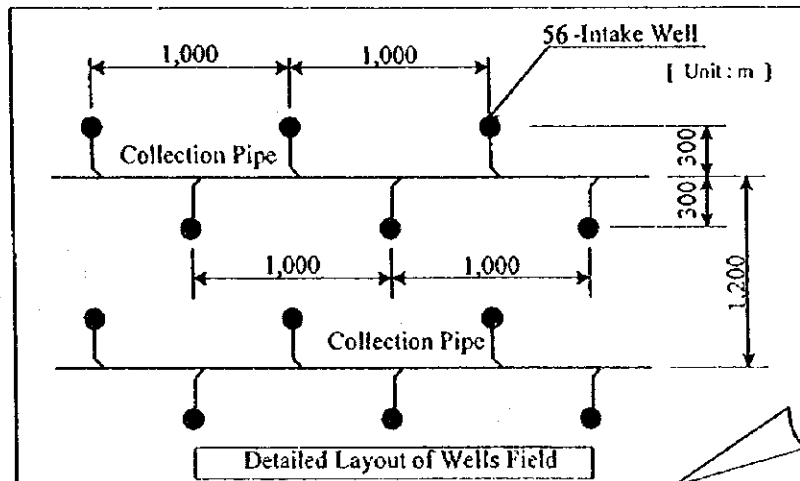 56 -Intake Well
1,000 1,000
[ Unit : m ]
Collection Pipe
300
300
1,000 1,000
1,200
Collection Pipe
Detailed Layout of Wells Field